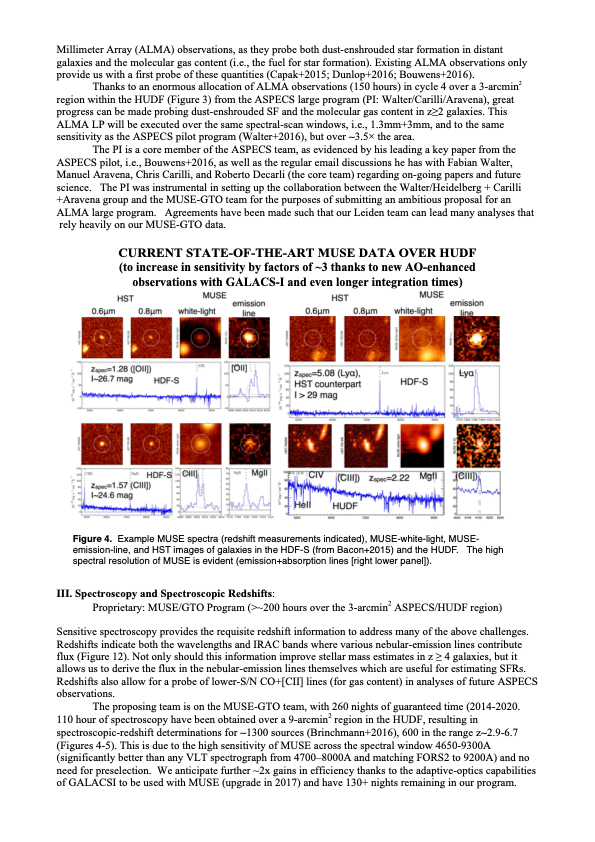 Millimeter Array (ALMA) observations, as they probe both dust-enshrouded star formation in distant
galaxies and the molecular gas content (i.e., the fuel for star formation). Existing ALMA observations only
provide us with a first probe of these quantities (Capak+2015; Dunlop+2016; Bouwens+2016).
Thanks to an enormous allocation of ALMA observations (150 hours) in cycle 4 over a 3-arcmin²
region within the HUDF (Figure 3) from the ASPECS large program (PI: Walter/Carilli/Aravena), great
progress can be made probing dust-enshrouded SF and the molecular gas content in z≥2 galaxies. This
ALMA LP will be executed over the same spectral-scan windows, i.e., 1.3mm+3mm, and to the same
sensitivity as the ASPECS pilot program (Walter+2016), but over ~3.5× the area.
The PI is a core member of the ASPECS team, as evidenced by his leading a key paper from the
ASPECS pilot, i.e., Bouwens+2016, as well as the regular email discussions he has with Fabian Walter,
Manuel Aravena, Chris Carilli, and Roberto Decarli (the core team) regarding on-going papers and future
science. The PI was instrumental in setting up the collaboration between the Walter/Heidelberg + Carilli
+Aravena group and the MUSE-GTO team for the purposes of submitting an ambitious proposal for an
ALMA large program. Agreements have been made such that our Leiden team can lead many analyses that
rely heavily on our MUSE-GTO data.
CURRENT STATE-OF-THE-ART MUSE DATA OVER HUDF
(to increase in sensitivity by factors of ~3 thanks to new AO-enhanced
observations with GALACS-I and even longer integration times)
HST MUSE HST MUSE
0.6μm 0.8μm white-light emission line 0.6μm 0.8μm white-light emission line
zspec=1.28 ([OII])
I~26.7 mag
HDF-S
[OII]
zspec=5.08 (Lyα),
HST counterpart
I > 29 mag
HDF-S
Lyα
HDF-S
zspec=1.57 (CIII])
I~24.6 mag
CIII]
MgII
CIV (CIII]) zspec=2.22 MgII
HeII HUDF
(CIII])
Figure 4. Example MUSE spectra (redshift measurements indicated), MUSE-white-light, MUSE-
emission-line, and HST images of galaxies in the HDF-S (from Bacon+2015) and the HUDF. The high
spectral resolution of MUSE is evident (emission+absorption lines [right lower panel]).
III. Spectroscopy and Spectroscopic Redshifts:
Proprietary: MUSE/GTO Program (>~200 hours over the 3-arcmin² ASPECS/HUDF region)
Sensitive spectroscopy provides the requisite redshift information to address many of the above challenges.
Redshifts indicate both the wavelengths and IRAC bands where various nebular-emission lines contribute
flux (Figure 12). Not only should this information improve stellar mass estimates in z ≥ 4 galaxies, but it
allows us to derive the flux in the nebular-emission lines themselves which are useful for estimating SFRs.
Redshifts also allow for a probe of lower-S/N CO+[CII] lines (for gas content) in analyses of future ASPECS
observations.
The proposing team is on the MUSE-GTO team, with 260 nights of guaranteed time (2014-2020.
110 hour of spectroscopy have been obtained over a 9-arcmin² region in the HUDF, resulting in
spectroscopic-redshift determinations for ~1300 sources (Brinchmann+2016), 600 in the range z~2.9-6.7
(Figures 4-5). This is due to the high sensitivity of MUSE across the spectral window 4650-9300A
(significantly better than any VLT spectrograph from 4700–8000A and matching FORS2 to 9200A) and no
need for preselection. We anticipate further ~2x gains in efficiency thanks to the adaptive-optics capabilities
of GALACSI to be used with MUSE (upgrade in 2017) and have 130+ nights remaining in our program.